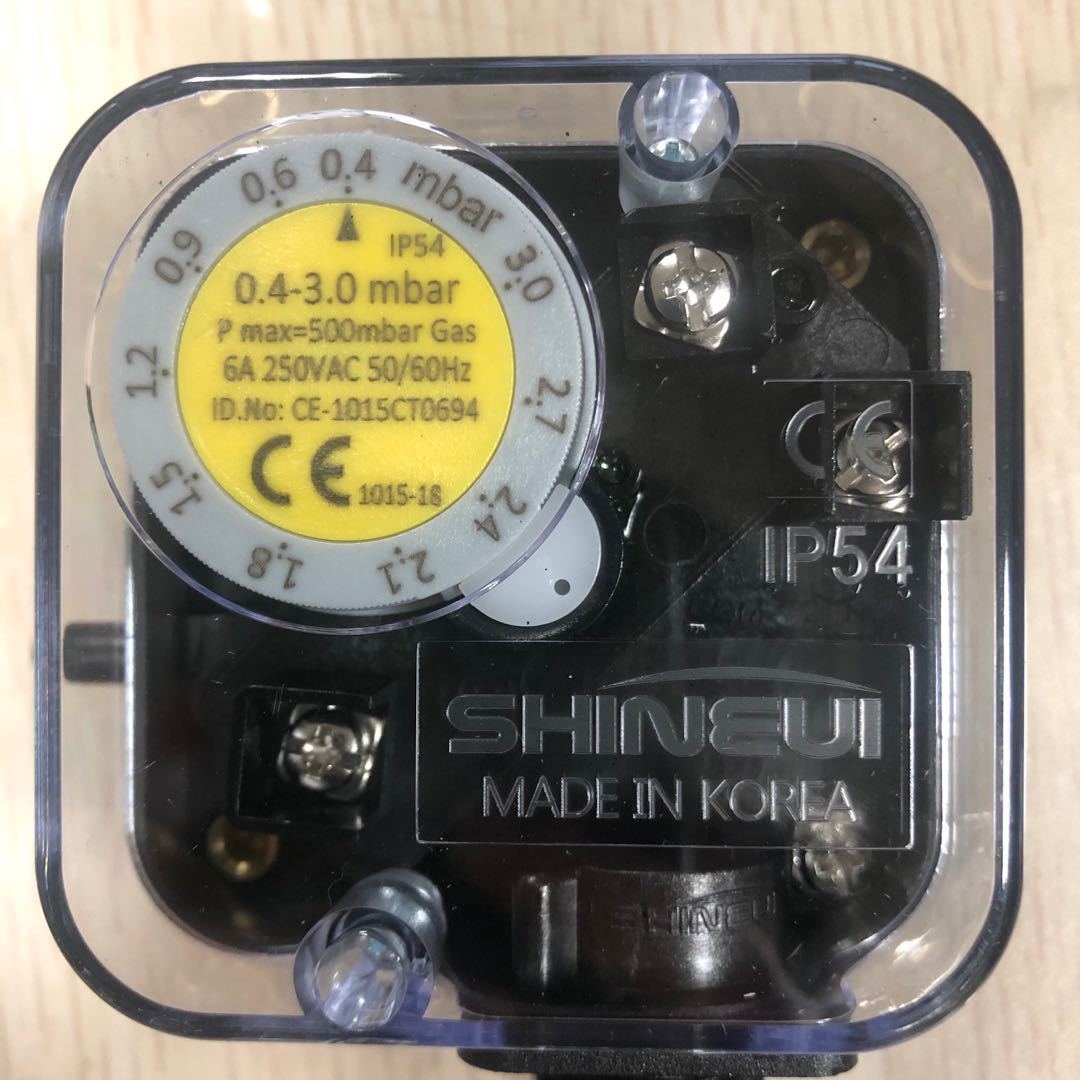 0.4 mbar 3.0 2.7 2.4 2.1 1.8 1.5 1.2 0.9 0.6
IP54
0.4-3.0 mbar
P max=500mbar Gas
6A 250VAC 50/60Hz
ID.No: CE-1015CT0694
CE 1015-18
CE
IP54
SHINEUI
MADE IN KOREA
SHINEUI